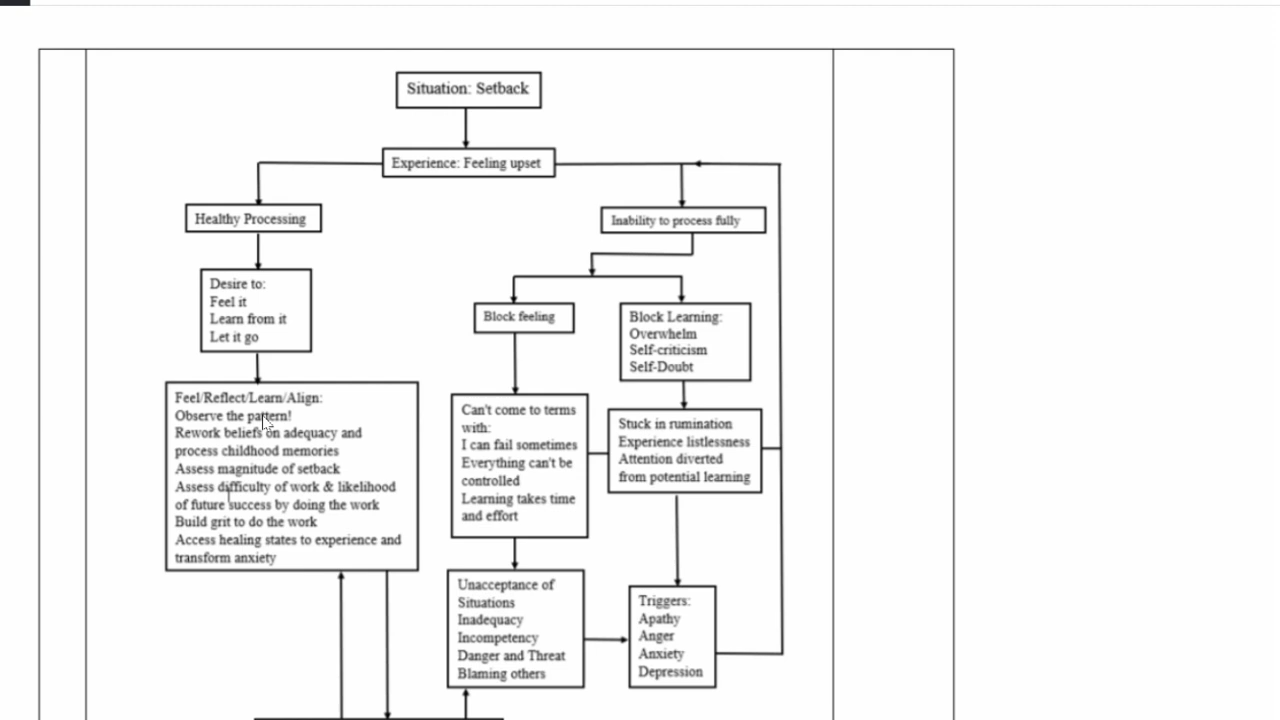 Situation: Setback
Experience: Feeling upset
Healthy Processing
Inability to process fully
Desire to:
Feel it
Learn from it
Let it go
Block feeling
Block Learning:
Overwhelm
Self-criticism
Self-Doubt
Feel/Reflect/Learn/Align:
Observe the pattern!
Rework beliefs on adequacy and
process childhood memories
Assess magnitude of setback
Assess difficulty of work & likelihood
of future success by doing the work
Build grit to do the work
Access healing states to experience and
transform anxiety
Can't come to terms
with:
I can fail sometimes
Everything can't be
controlled
Learning takes time
and effort
Stuck in rumination
Experience listlessness
Attention diverted
from potential learning
Unacceptance of
Situations
Inadequacy
Incompetency
Danger and Threat
Blaming others
Triggers:
Apathy
Anger
Anxiety
Depression